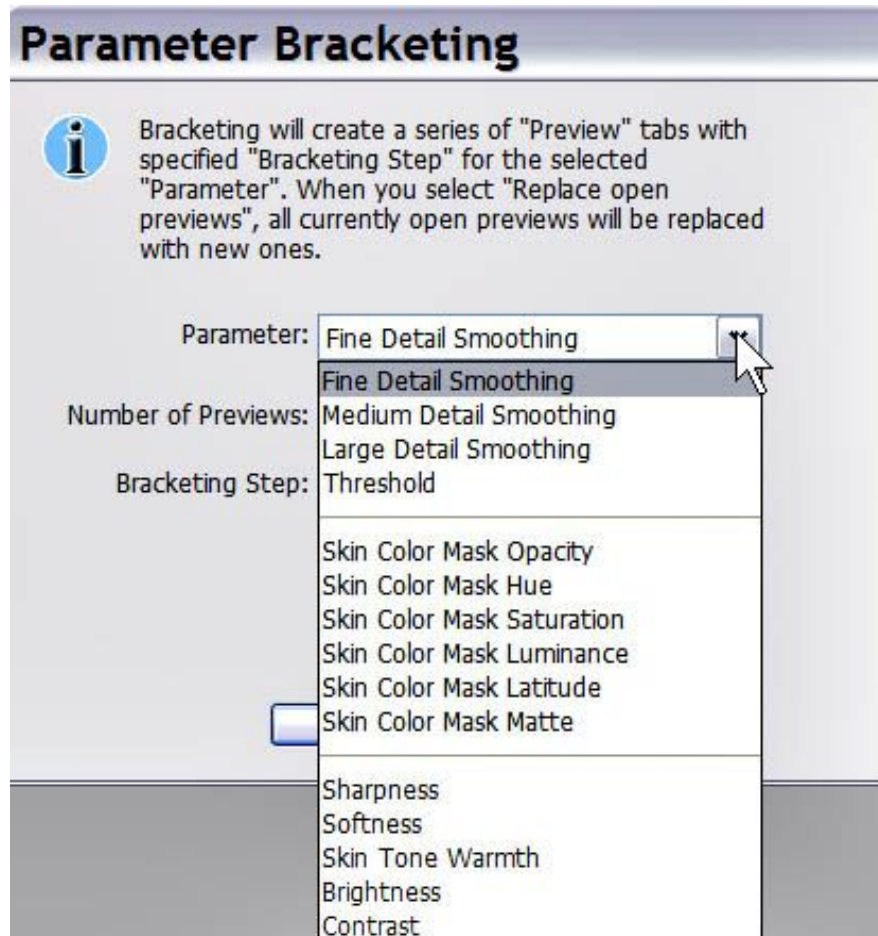 Parameter Bracketing
Bracketing will create a series of "Preview" tabs with
specified "Bracketing Step" for the selected
"Parameter". When you select "Replace open
previews", all currently open previews will be replaced
with new ones.
Parameter: Fine Detail Smoothing
Fine Detail Smoothing
Number of Previews: Medium Detail Smoothing
Large Detail Smoothing
Bracketing Step: Threshold
Skin Color Mask Opacity
Skin Color Mask Hue
Skin Color Mask Saturation
Skin Color Mask Luminance
Skin Color Mask Latitude
Skin Color Mask Matte
Sharpness
Softness
Skin Tone Warmth
Brightness
Contrast